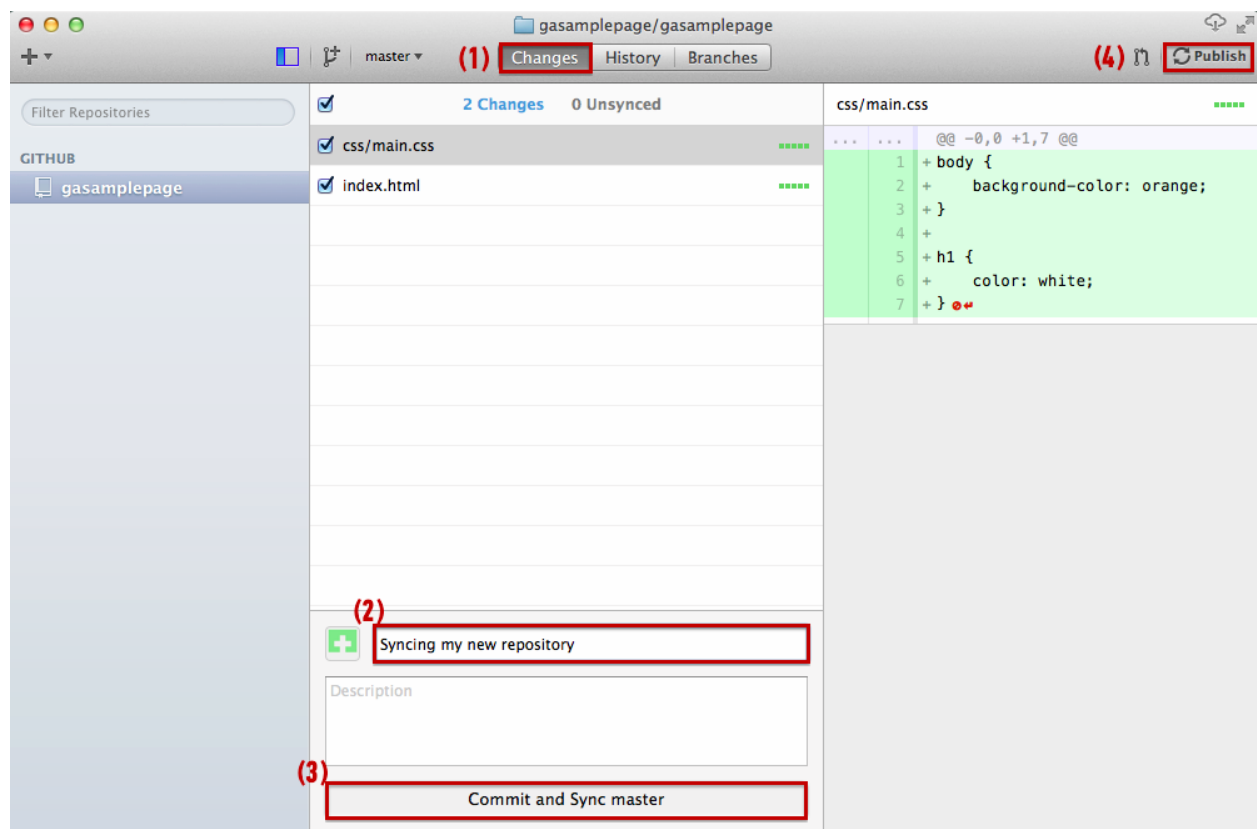 gasamplepage/gasamplepage
master
(1)
Changes
History
Branches
(4)
Publish
Filter Repositories
GITHUB
gasamplepage
2 Changes
0 Unsynced
css/main.css
index.html
css/main.css
... ... @@ -0,0 +1,7 @@
1 + body {
2 +     background-color: orange;
3 + }
4 +
5 + h1 {
6 +     color: white;
7 + }
(2)
Syncing my new repository
Description
(3)
Commit and Sync master